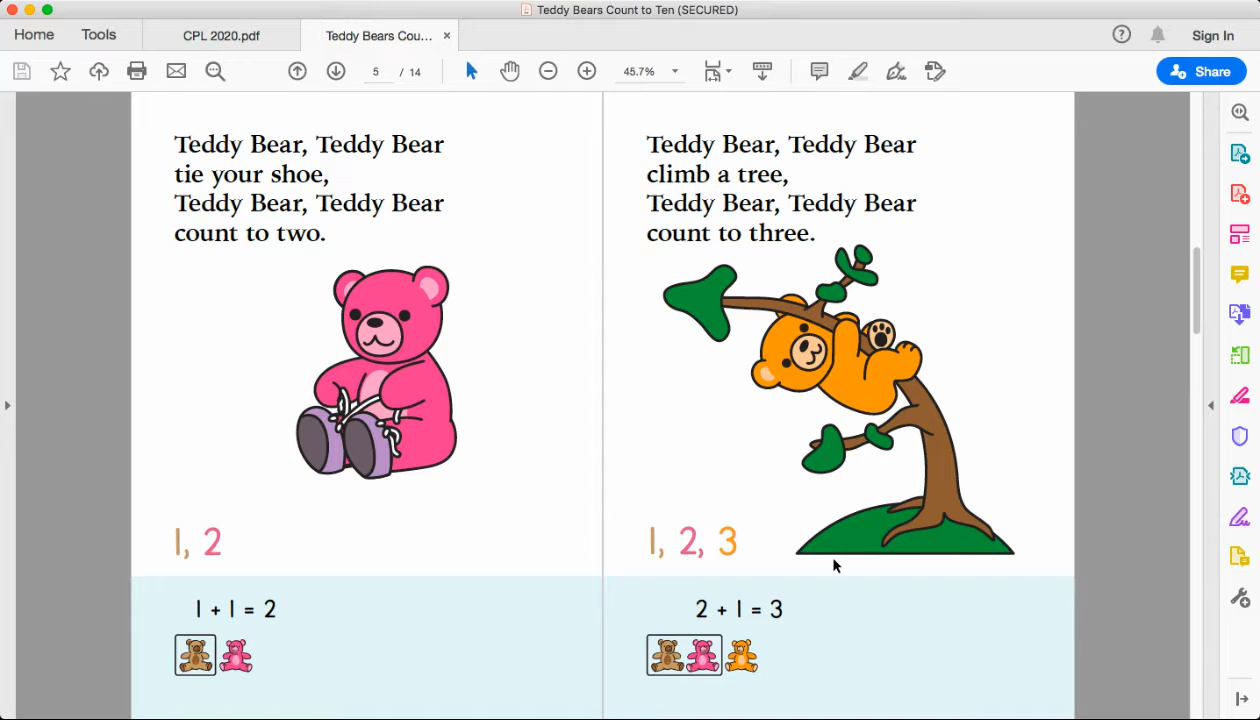 Teddy Bears Count to Ten (SECURED)
Home Tools CPL 2020.pdf Teddy Bears Cou... × Sign In
5 / 14 45.7% Share
Teddy Bear, Teddy Bear
tie your shoe,
Teddy Bear, Teddy Bear
count to two.
1, 2
1 + 1 = 2
Teddy Bear, Teddy Bear
climb a tree,
Teddy Bear, Teddy Bear
count to three.
1, 2, 3
2 + 1 = 3